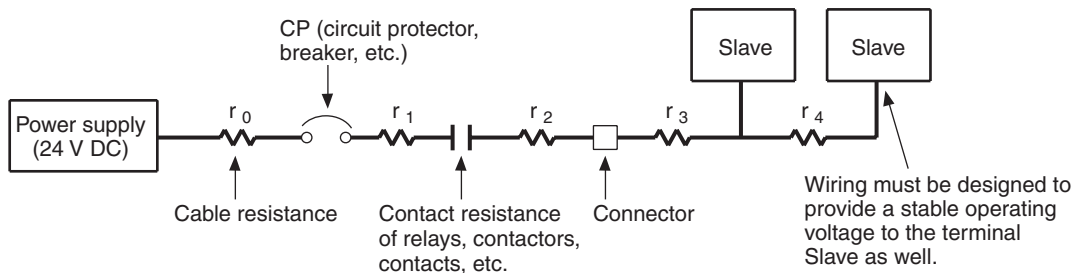 CP (circuit protector,
breaker, etc.)
Slave
Slave
Power supply
(24 V DC)
r 0
r 1
r 2
r 3
r 4
Cable resistance
Contact resistance
of relays, contactors,
contacts, etc.
Connector
Wiring must be designed to
provide a stable operating
voltage to the terminal
Slave as well.